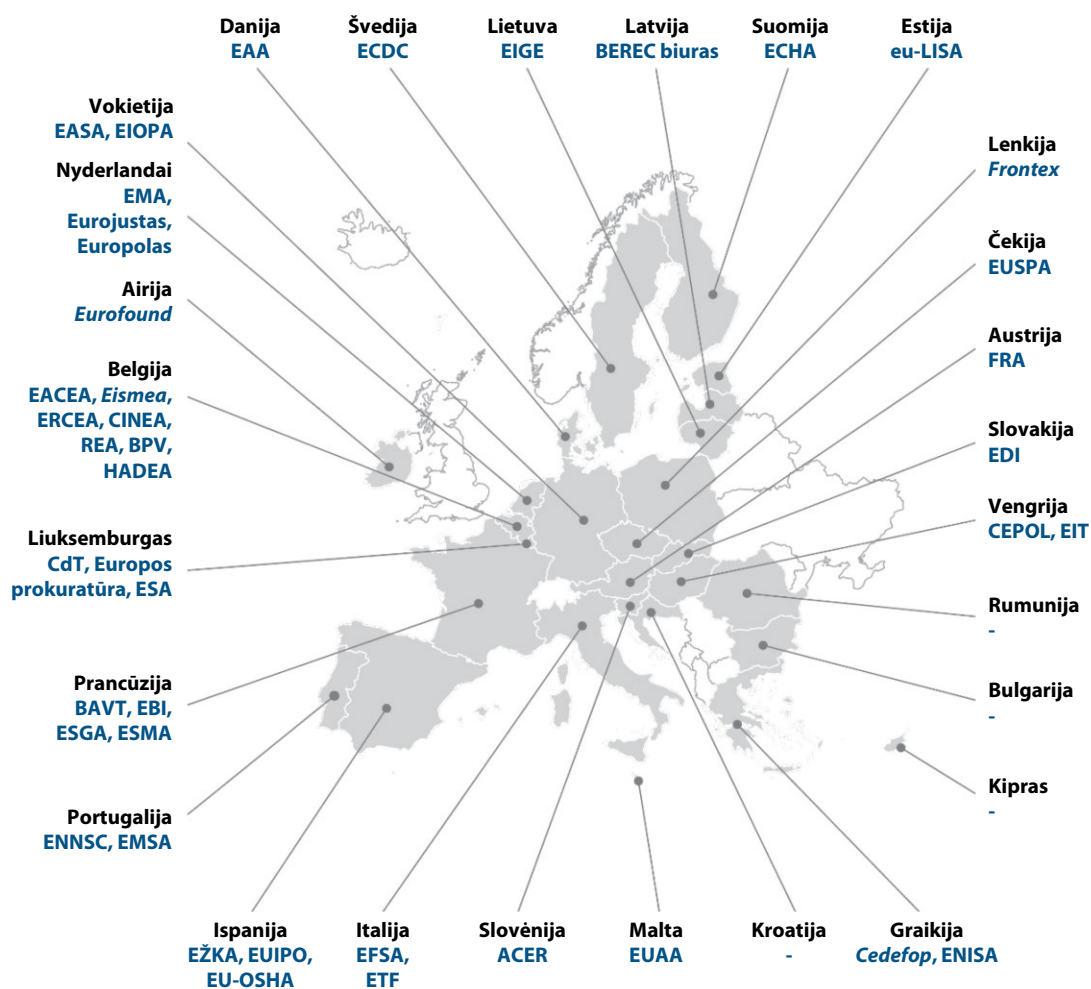 Danija
EAA
Švedija
ECDC
Lietuva
EIGE
Latvija
BEREC biuras
Suomija
ECHA
Estija
eu-LISA
Vokietija
EASA, EIOPA
Nyderlandai
EMA,
Eurojustas,
Europolas
Airija
Eurofound
Belgija
EACEA, Eismea,
ERCEA, CINEA,
REA, BPV,
HADEA
Liuksemburgas
CdT, Europos
prokuratūra, ESA
Prancūzija
BAVT, EBI,
ESGA, ESMA
Portugalija
ENNSC, EMSA
Lenkija
Frontex
Čekija
EUSPA
Austrija
FRA
Slovakija
EDI
Vengrija
CEPOL, EIT
Rumunija
-
Bulgarija
-
Kipras
-
Ispanija
EŽKA, EUIPO,
EU-OSHA
Italija
EFSA,
ETF
Slovėnija
ACER
Malta
EUAA
Kroatija
-
Graikija
Cedefop, ENISA